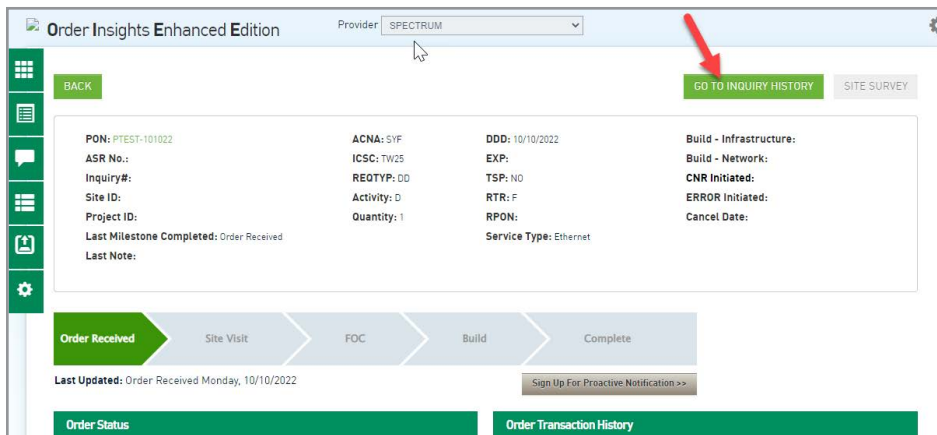 Order Insights Enhanced Edition
Provider SPECTRUM
BACK
GO TO INQUIRY HISTORY
SITE SURVEY
PON: PTEST-101022
ASR No.:
Inquiry#:
Site ID:
Project ID:
Last Milestone Completed: Order Received
Last Note:
ACNA: SYF
ICSC: TW25
REQTYP: DD
Activity: D
Quantity: 1
DDD: 10/10/2022
EXP:
TSP: NO
RTR: F
RPON:
Service Type: Ethernet
Build - Infrastructure:
Build - Network:
CNR Initiated:
ERROR Initiated:
Cancel Date:
Order Received
Site Visit
FOC
Build
Complete
Last Updated: Order Received Monday, 10/10/2022
Sign Up For Proactive Notification >>
Order Status
Order Transaction History